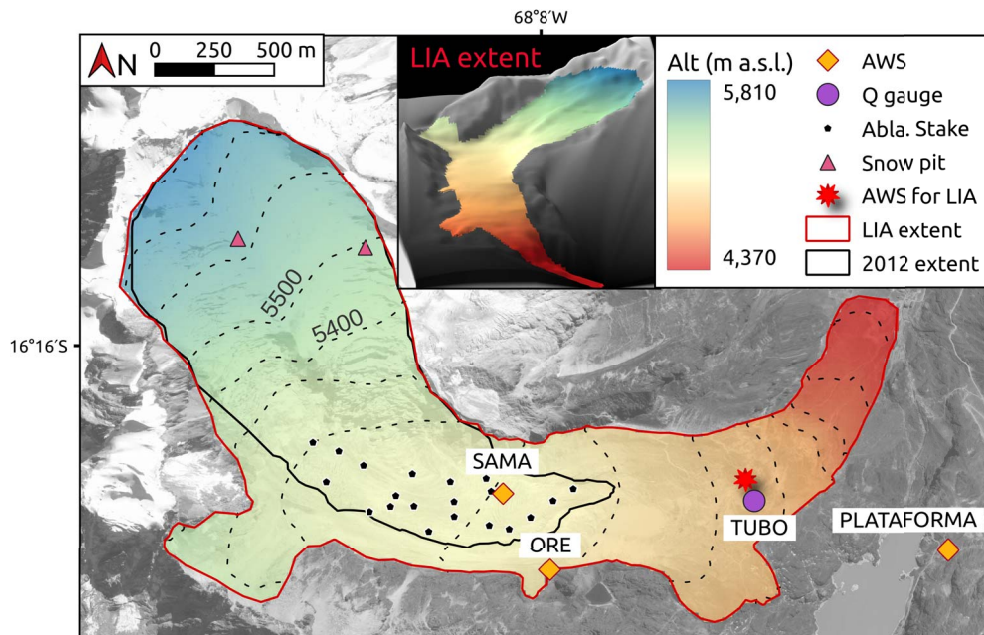 68°8'W
N
0 250 500 m
LIA extent
Alt (m a.s.l.)
5,810
4,370
AWS
Q gauge
Abla. Stake
Snow pit
AWS for LIA
LIA extent
2012 extent
5500
5400
16°16'S
SAMA
ORE
TUBO
PLATAFORMA